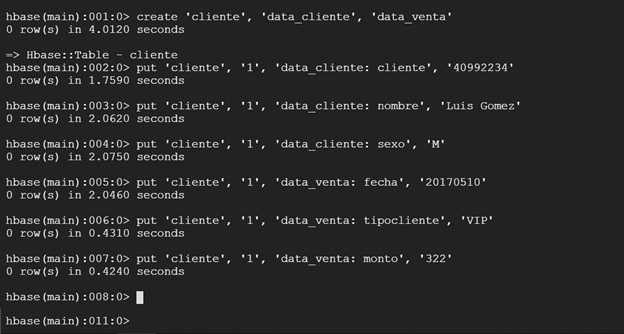 hbase(main):001:0> create 'cliente', 'data_cliente', 'data_venta'
0 row(s) in 4.0120 seconds
=> Hbase::Table - cliente
hbase(main):002:0> put 'cliente', '1', 'data_cliente: cliente', '40992234'
0 row(s) in 1.7590 seconds
hbase(main):003:0> put 'cliente', '1', 'data_cliente: nombre', 'Luis Gomez'
0 row(s) in 2.0620 seconds
hbase(main):004:0> put 'cliente', '1', 'data_cliente: sexo', 'M'
0 row(s) in 2.0750 seconds
hbase(main):005:0> put 'cliente', '1', 'data_venta: fecha', '20170510'
0 row(s) in 2.0460 seconds
hbase(main):006:0> put 'cliente', '1', 'data_venta: tipocliente', 'VIP'
0 row(s) in 0.4310 seconds
hbase(main):007:0> put 'cliente', '1', 'data_venta: monto', '322'
0 row(s) in 0.4240 seconds
hbase(main):008:0>
hbase(main):011:0>